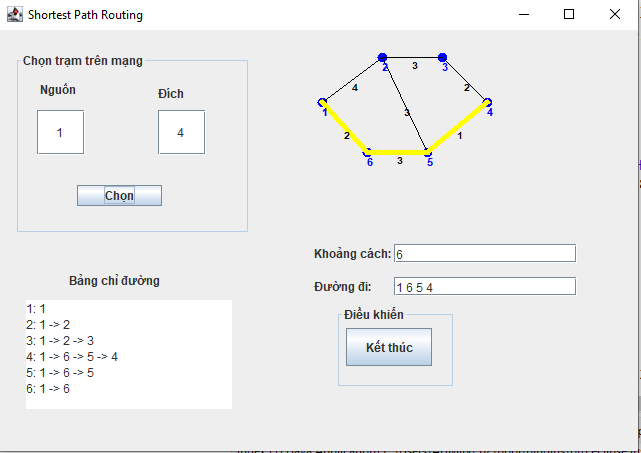 Shortest Path Routing
Chọn trạm trên mạng
Nguồn
Đích
1
4
Chọn
2
3
3
4
2
1
3
4
2
1
6
3
5
Khoảng cách: 6
Đường đi: 1 6 5 4
Bảng chỉ đường
1: 1
2: 1 -> 2
3: 1 -> 2 -> 3
4: 1 -> 6 -> 5 -> 4
5: 1 -> 6 -> 5
6: 1 -> 6
Điều khiển
Kết thúc